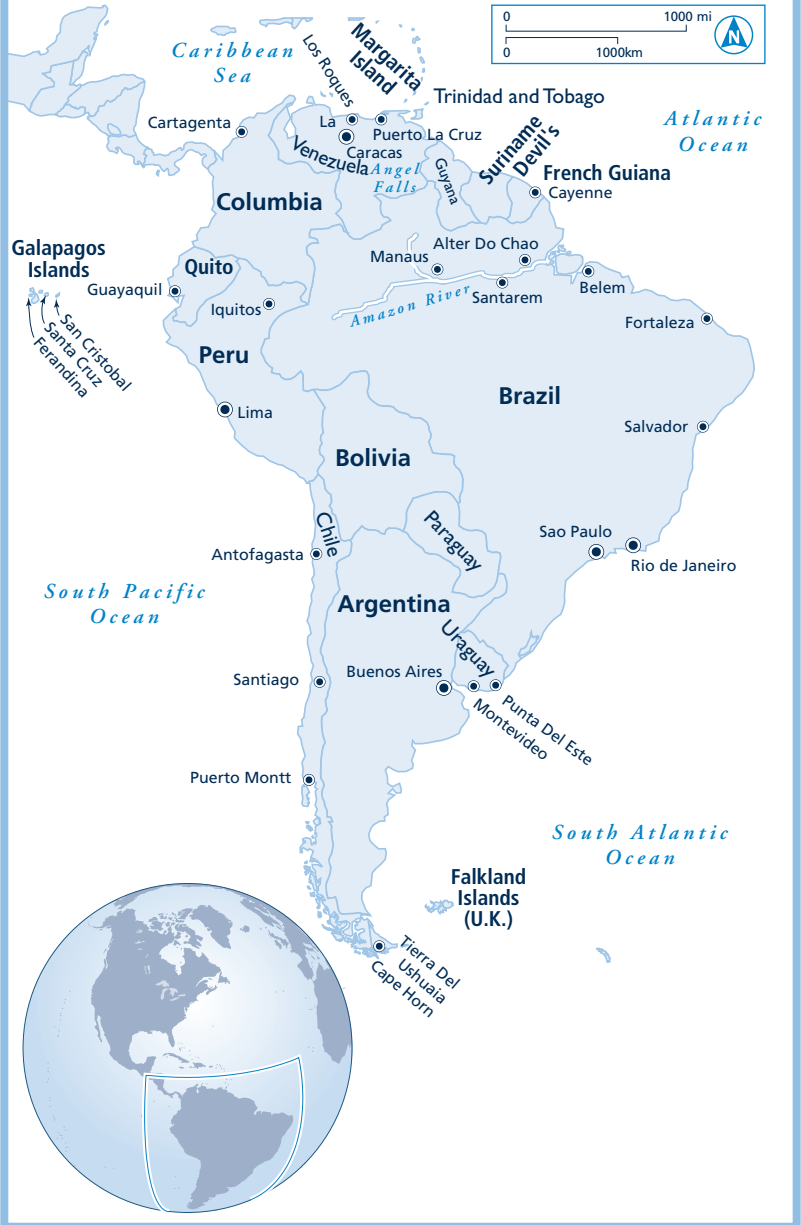 0
1000 mi
0
1000km
N
Caribbean
Sea
Los Roques
Margarita
Island
Trinidad and Tobago
Atlantic
Ocean
Cartagenta
La
Puerto La Cruz
Caracas
Venezuela
Angel
Falls
Guyana
Suriname
Devil's
French Guiana
Cayenne
Columbia
Galapagos
Islands
Quito
Guayaquil
Iquitos
Manaus
Alter Do Chao
Amazon River
Santarem
Belem
Fortaleza
San Cristobal
Santa Cruz
Ferandina
Peru
Brazil
Lima
Salvador
Bolivia
Chile
Paraguay
Sao Paulo
Rio de Janeiro
Antofagasta
South Pacific
Ocean
Argentina
Uraguay
Santiago
Buenos Aires
Punta Del Este
Montevideo
Puerto Montt
South Atlantic
Ocean
Falkland
Islands
(U.K.)
Tierra Del
Ushuaia
Cape Horn